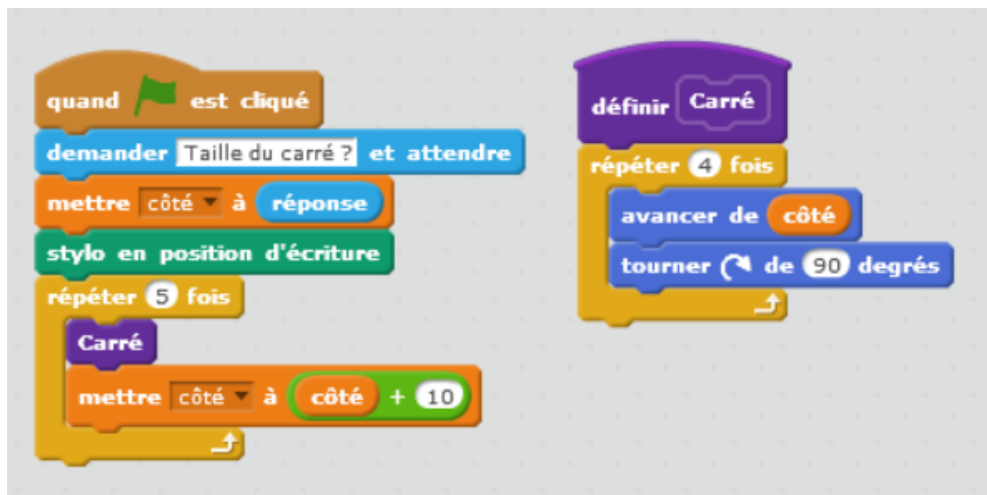 quand est cliqué
demander Taille du carré ? et attendre
mettre côté à réponse
stylo en position d'écriture
répéter 5 fois
Carré
mettre côté à côté + 10
définir Carré
répéter 4 fois
avancer de côté
tourner de 90 degrés